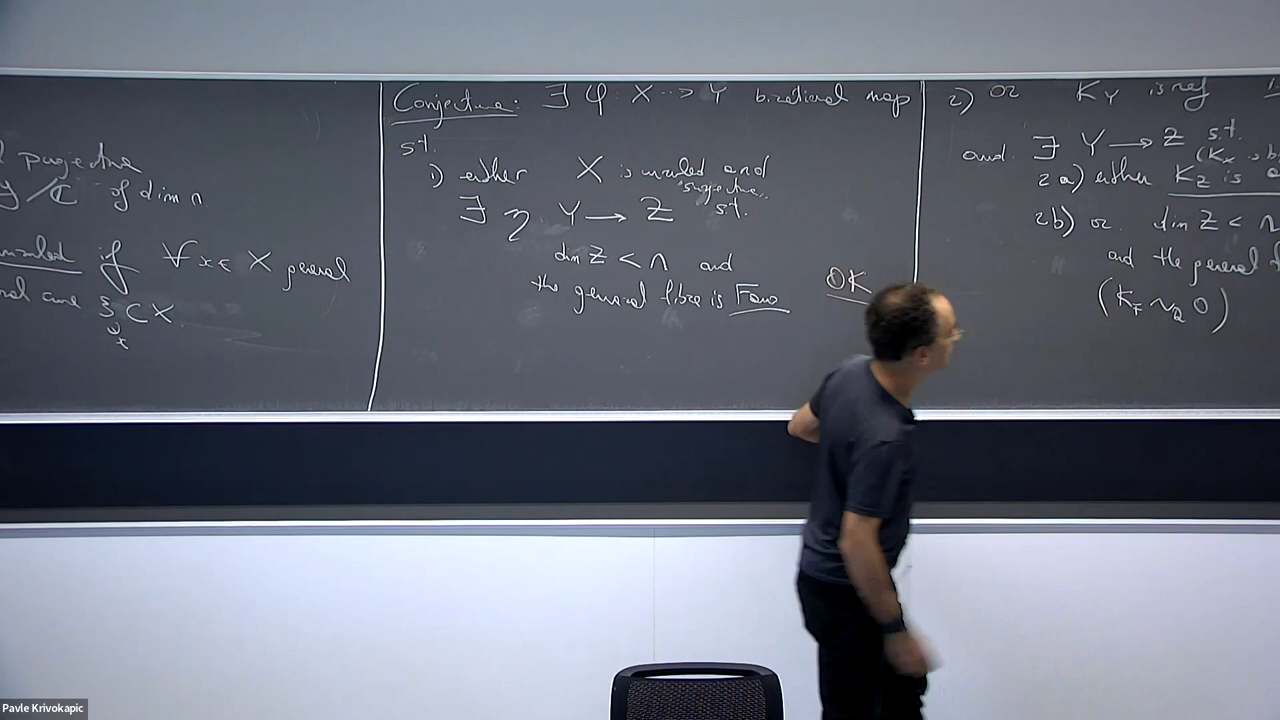 projective
y/ℂ of dim n
if ∀ x ∈ X general
ξ ⊂ X
x
Conjecture: ∃ φ: X ⇢ Y birational map
s.t.
1) either X is uniruled and
surjective
∃ η Y → Z s.t.
dim Z < n and
the general fibre is Fano
OK
2) or K_Y is nef
and ∃ Y → Z s.t.
(K_X is b
2a) either K_Z is a
2b) or dim Z < n
and the general f
(K_F ~_Q 0)
Pavle Krivokapic